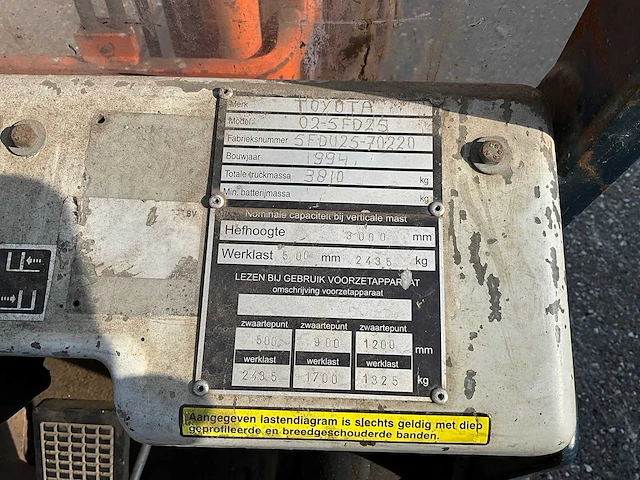 Merk TOYOTA
Model 02-5FD25
Fabrieksnummer 5FDU25-70220
Bouwjaar 1994.
Totale truckmassa 3810 kg
Min. batterijmassa kg
Nominale capaciteit bij verticale mast
Hefhoogte 3000 mm
Werklast 500 mm 2435 kg
LEZEN BIJ GEBRUIK VOORZETAPPARAAT
omschrijving voorzetapparaat
zwaartepunt zwaartepunt zwaartepunt
500 900 1200 mm
werklast werklast werklast
2435 1700 1325 kg
Aangegeven lastendiagram is slechts geldig met diep
geprofileerde en breedgeschouderde banden.